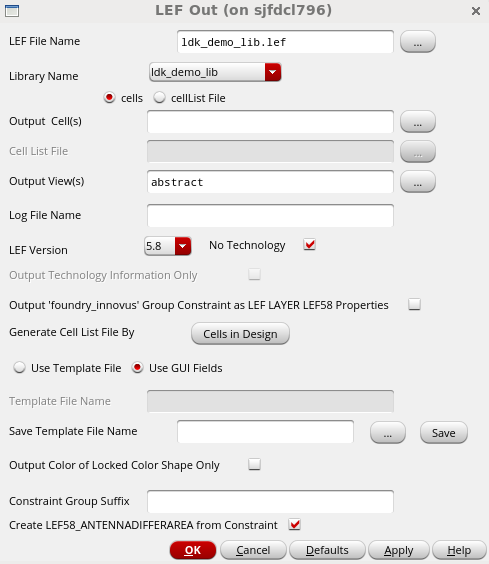 LEF Out (on sjfdcl796)
LEF File Name ldk_demo_lib.lef ...
Library Name ldk_demo_lib
cells cellList File
Output Cell(s) ...
Cell List File ...
Output View(s) abstract ...
Log File Name
LEF Version 5.8 No Technology
Output Technology Information Only
Output 'foundry_innovus' Group Constraint as LEF LAYER LEF58 Properties
Generate Cell List File By Cells in Design
Use Template File Use GUI Fields
Template File Name
Save Template File Name ... Save
Output Color of Locked Color Shape Only
Constraint Group Suffix
Create LEF58_ANTENNADIFFERAREA from Constraint
OK Cancel Defaults Apply Help